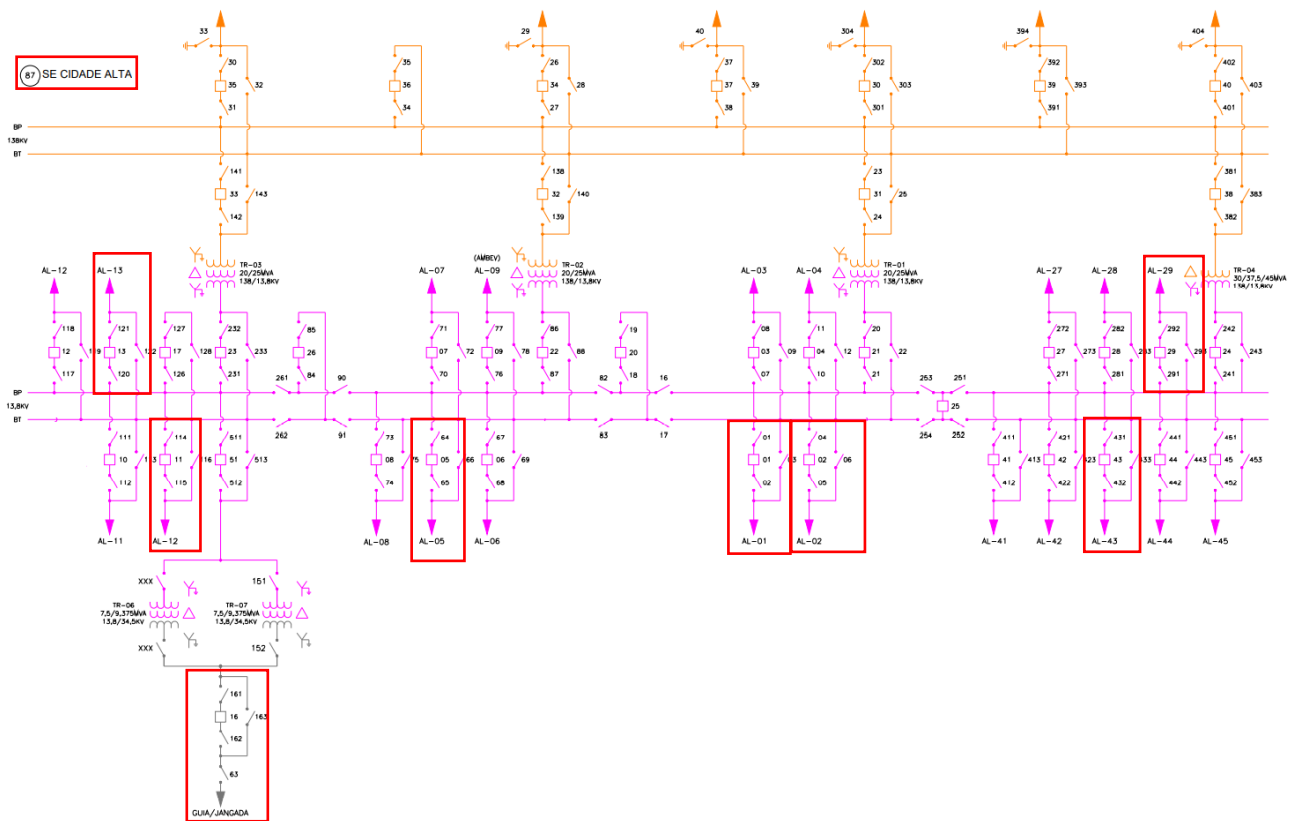 33 29 40 304 394 404
87 SE CIDADE ALTA
30 35 26 37 302 392 402
35 32 36 34 28 37 39 30 303 39 393 40 403
31 34 27 38 301 391 401
BP
138KV
BT
141 138 23 381
33 143 32 140 31 25 38 383
142 139 24 382
(AMBEV)
AL-12 AL-13 TR-03 AL-07 AL-09 TR-02 AL-03 AL-04 TR-01 AL-27 AL-28 AL-29 TR-04
20/25MVA 20/25MVA 20/25MVA 30/37,5/45MVA
138/13,8KV 138/13,8KV 138/13,8KV 138/13,8KV
118 121 127 232 85 71 77 86 19 08 11 20 272 282 292 242
12 119 13 122 17 128 23 233 26 07 72 09 78 22 88 20 03 09 04 12 21 22 27 273 28 283 29 293 24 243
117 120 126 231 84 70 76 87 18 07 10 21 271 281 291 241
261 90 82 16 253 251
BP
13,8KV 25
BT
262 91 83 17 254 252
111 114 511 73 64 67 01 04 411 421 431 441 451
10 113 11 116 51 513 08 75 05 66 06 69 01 03 02 06 41 413 42 423 43 433 44 443 45 453
112 115 512 74 65 68 02 05 412 422 432 442 452
AL-11 AL-12 AL-08 AL-05 AL-06 AL-01 AL-02 AL-41 AL-42 AL-43 AL-44 AL-45
XXX 151
TR-06 TR-07
7,5/9,375MVA 7,5/9,375MVA
13,8/34,5KV 13,8/34,5KV
XXX 152
161
16 163
162
63
GUIA/JANGADA